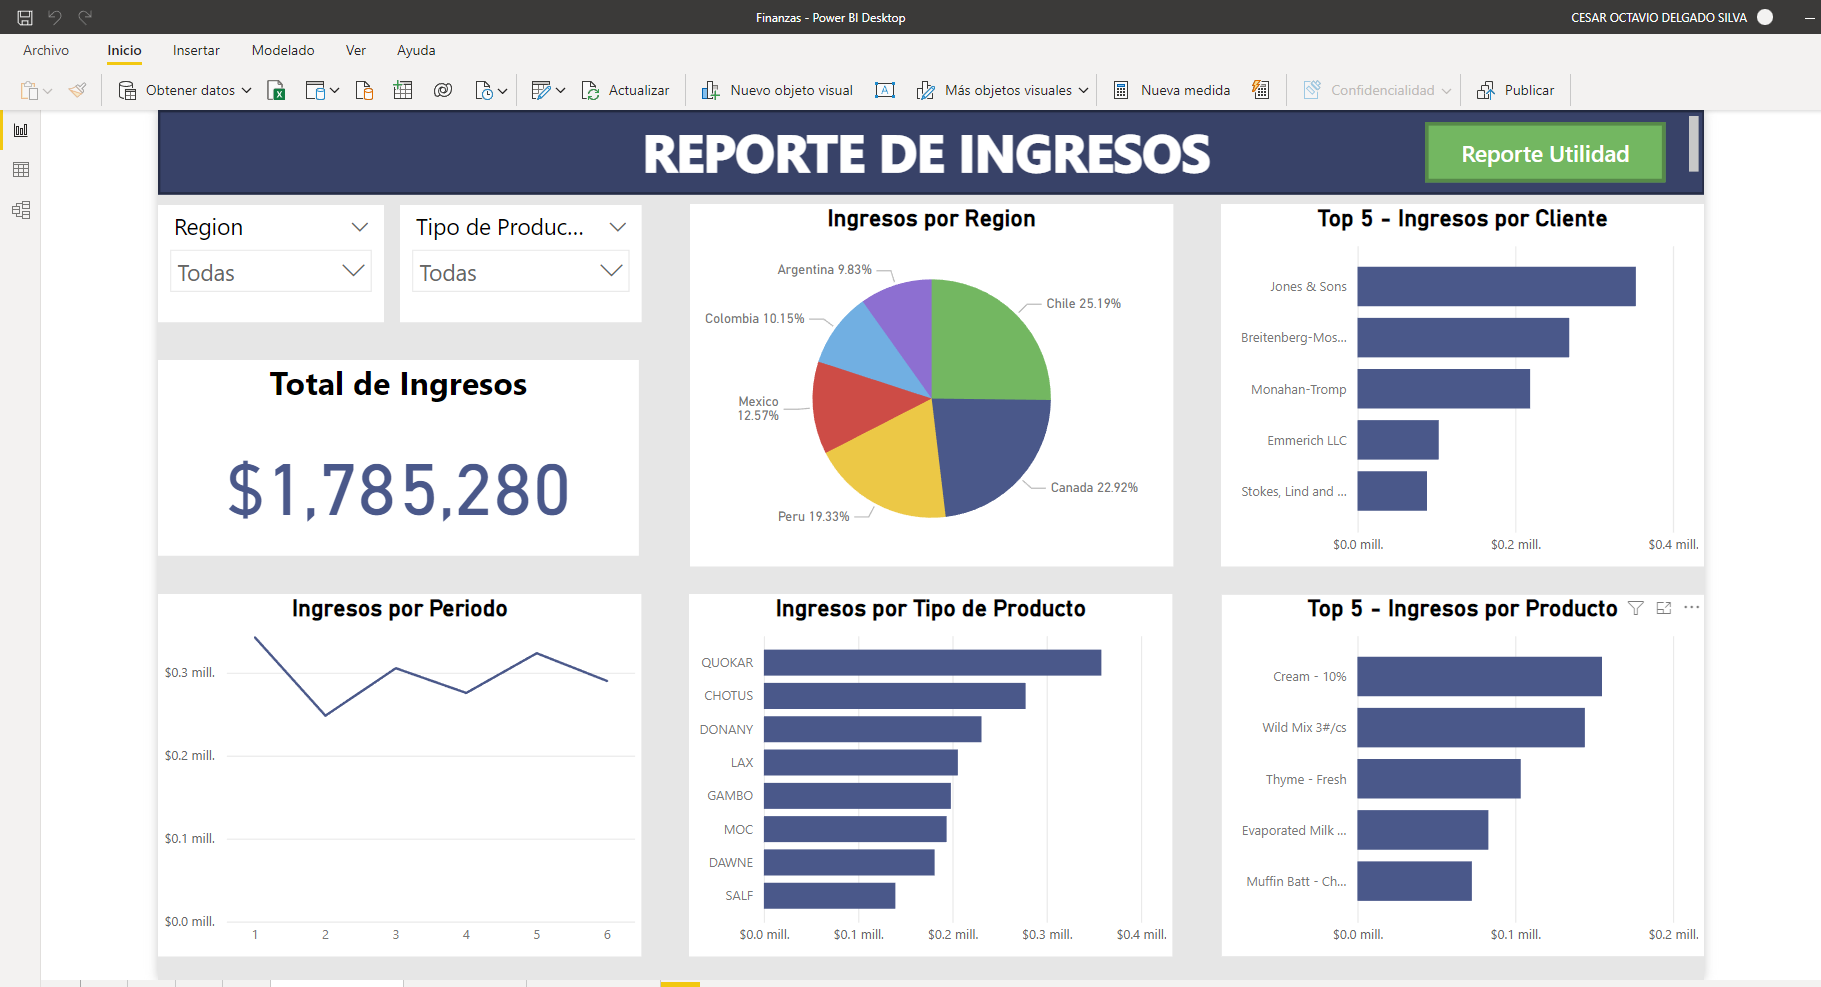 Finanzas - Power BI Desktop
CESAR OCTAVIO DELGADO SILVA
Archivo
Inicio
Insertar
Modelado
Ver
Ayuda
Obtener datos
Actualizar
Nuevo objeto visual
Más objetos visuales
Nueva medida
Confidencialidad
Publicar
REPORTE DE INGRESOS
Reporte Utilidad
Region
Todas
Tipo de Produc...
Todas
Total de Ingresos
$1,785,280
Ingresos por Region
Argentina 9.83%
Chile 25.19%
Colombia 10.15%
Mexico
12.57%
Canada 22.92%
Peru 19.33%
Top 5 - Ingresos por Cliente
Jones & Sons
Breitenberg-Mos...
Monahan-Tromp
Emmerich LLC
Stokes, Lind and ...
$0.0 mill.
$0.2 mill.
$0.4 mill.
Ingresos por Periodo
$0.3 mill.
$0.2 mill.
$0.1 mill.
$0.0 mill.
1
2
3
4
5
6
Ingresos por Tipo de Producto
QUOKAR
CHOTUS
DONANY
LAX
GAMBO
MOC
DAWNE
SALF
$0.0 mill.
$0.1 mill.
$0.2 mill.
$0.3 mill.
$0.4 mill.
Top 5 - Ingresos por Producto
Cream - 10%
Wild Mix 3#/cs
Thyme - Fresh
Evaporated Milk ...
Muffin Batt - Ch...
$0.0 mill.
$0.1 mill.
$0.2 mill.